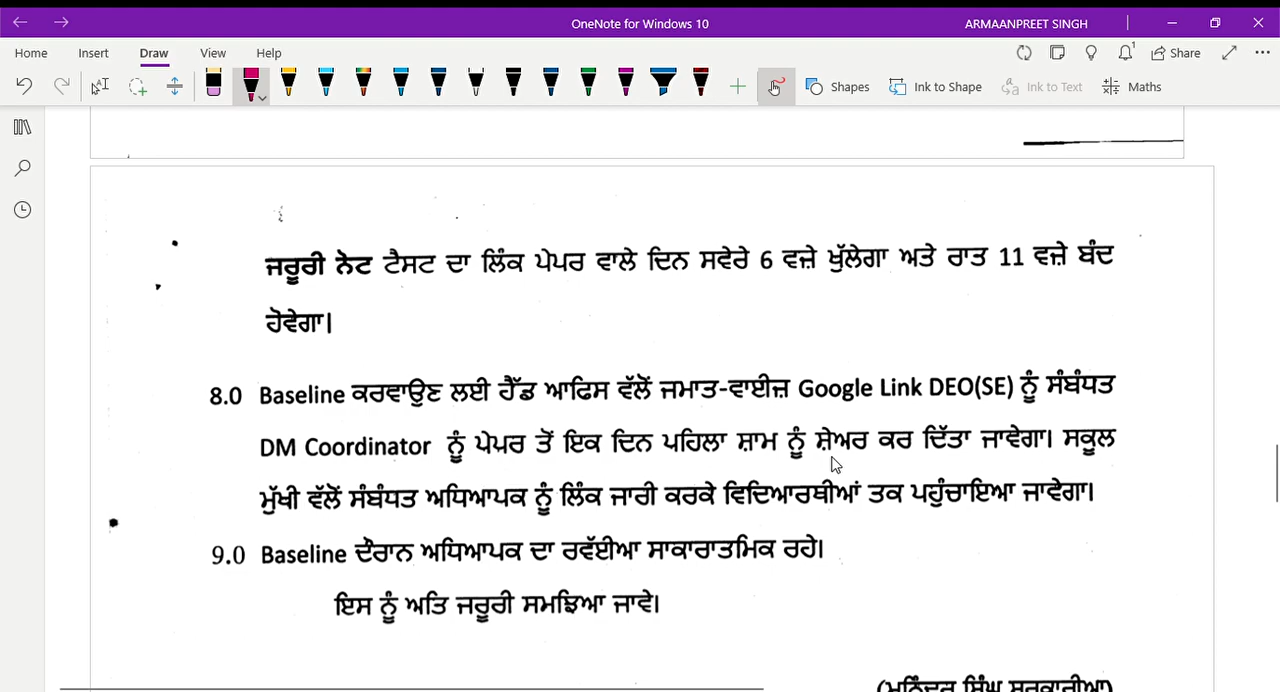 OneNote for Windows 10
ARMAANPREET SINGH
Home Insert Draw View Help
Share
Shapes Ink to Shape Ink to Text Maths
ਜਰੂਰੀ ਨੋਟ ਟੈਸਟ ਦਾ ਲਿੰਕ ਪੇਪਰ ਵਾਲੇ ਦਿਨ ਸਵੇਰੇ 6 ਵਜ਼ੇ ਖੁੱਲੇਗਾ ਅਤੇ ਰਾਤ 11 ਵਜ਼ੇ ਬੰਦ
ਹੋਵੇਗਾ।
8.0 Baseline ਕਰਵਾਉਣ ਲਈ ਹੈੱਡ ਆਫਿਸ ਵੱਲੋਂ ਜਮਾਤ-ਵਾਈਜ਼ Google Link DEO(SE) ਨੂੰ ਸੰਬੰਧਤ
DM Coordinator ਨੂੰ ਪੇਪਰ ਤੋਂ ਇਕ ਦਿਨ ਪਹਿਲਾ ਸ਼ਾਮ ਨੂੰ ਸ਼ੇਅਰ ਕਰ ਦਿੱਤਾ ਜਾਵੇਗਾ। ਸਕੂਲ
ਮੁੱਖੀ ਵੱਲੋਂ ਸੰਬੰਧਤ ਅਧਿਆਪਕ ਨੂੰ ਲਿੰਕ ਜਾਰੀ ਕਰਕੇ ਵਿਦਿਆਰਥੀਆਂ ਤਕ ਪਹੁੰਚਾਇਆ ਜਾਵੇਗਾ।
9.0 Baseline ਦੌਰਾਨ ਅਧਿਆਪਕ ਦਾ ਰਵੱਈਆ ਸਾਕਾਰਾਤਮਿਕ ਰਹੇ।
ਇਸ ਨੂੰ ਅਤਿ ਜਰੂਰੀ ਸਮਝਿਆ ਜਾਵੇ।
(ਮਨਿੰਦਰ ਸਿੰਘ ਸਰਕਾਰੀਆ)